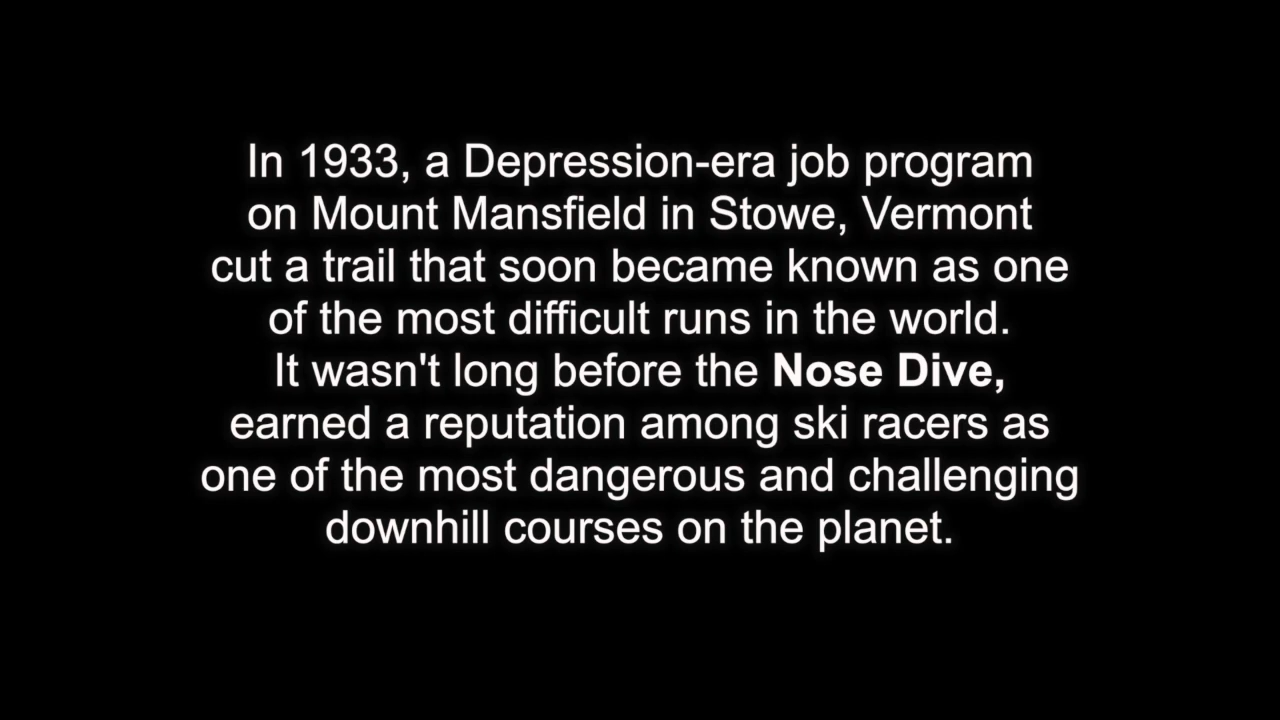 In 1933, a Depression-era job program
on Mount Mansfield in Stowe, Vermont
cut a trail that soon became known as one
of the most difficult runs in the world.
It wasn't long before the Nose Dive,
earned a reputation among ski racers as
one of the most dangerous and challenging
downhill courses on the planet.